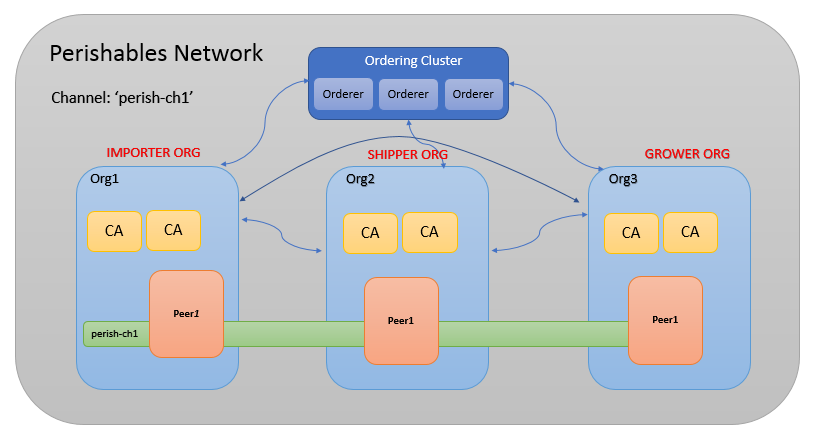 Perishables Network
Ordering Cluster
Orderer Orderer Orderer
Channel: ‘perish-ch1’
IMPORTER ORG
SHIPPER ORG
GROWER ORG
Org1
Org2
Org3
CA CA
CA CA
CA CA
Peer1
Peer1
Peer1
perish-ch1